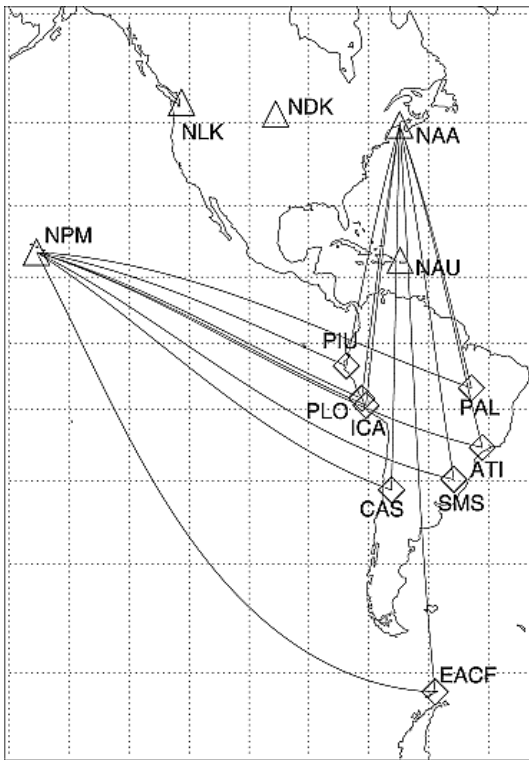 NDK
NLK
NAA
NPM
NAU
PIU
PLO
ICA
PAL
ATI
SMS
CAS
EACF